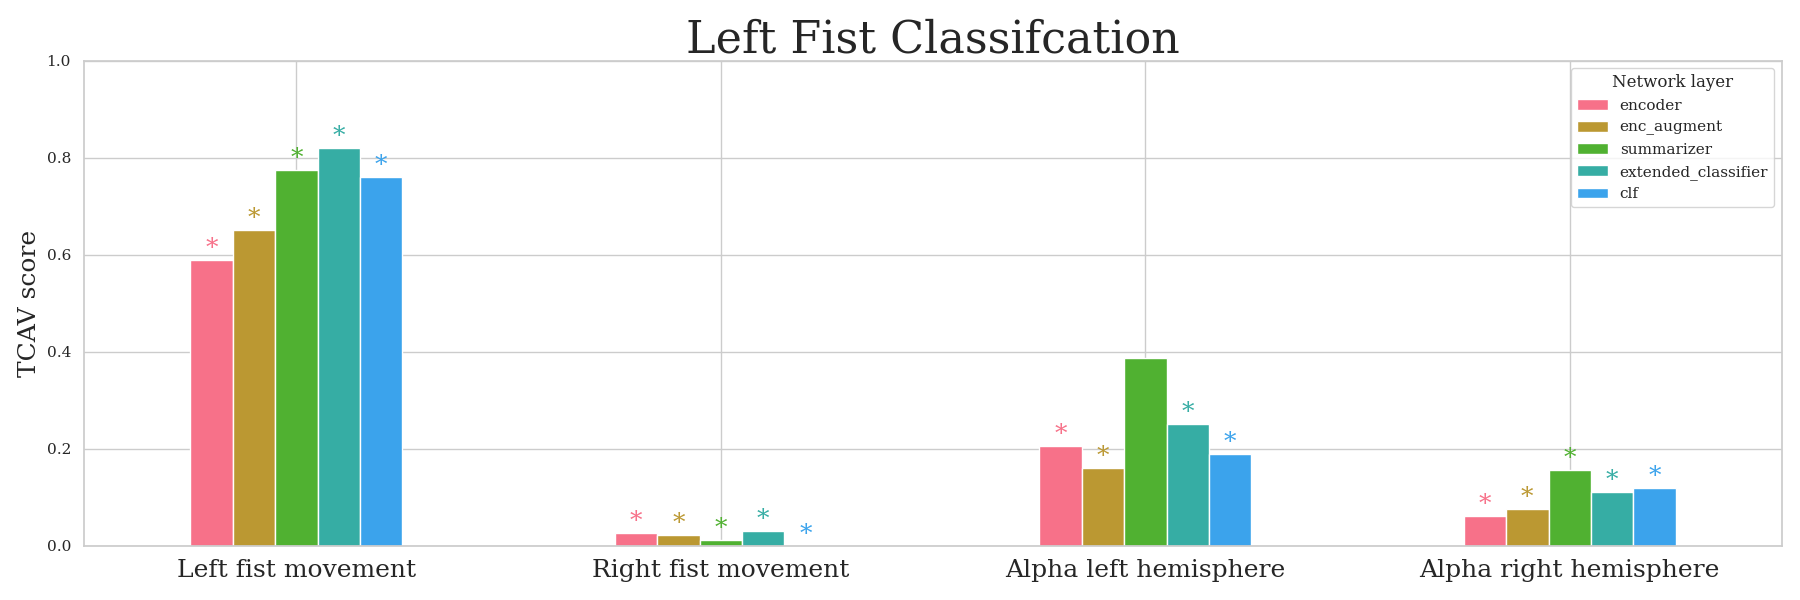 Left Fist Classifcation
TCAV score
1.0
0.8
0.6
0.4
0.2
0.0
Network layer
encoder
enc_augment
summarizer
extended_classifier
clf
* * * * *
* * * * *
* * * *
* * * * *
Left fist movement
Right fist movement
Alpha left hemisphere
Alpha right hemisphere